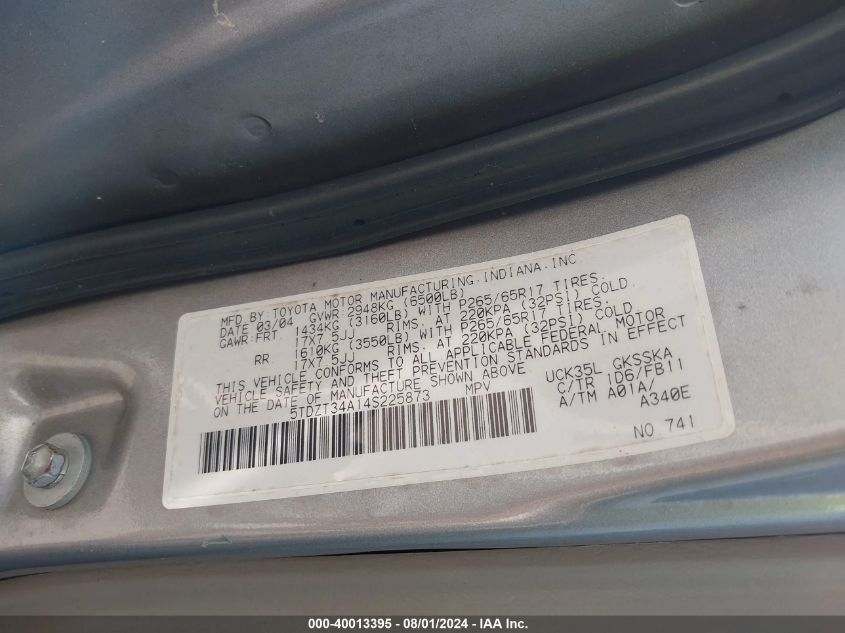 MFD. BY: TOYOTA MOTOR MANUFACTURING, INDIANA, INC
DATE 03/04 GVWR 2948KG (6500LB)
GAWR: FRT. 1434KG (3160LB) WITH P265/65R17 TIRES,
17X7.5JJ RIMS, AT 220KPA (32PSI) COLD
RR 1610KG (3550LB) WITH P265/65R17 TIRES,
17X7.5JJ RIMS, AT 220KPA (32PSI) COLD
THIS VEHICLE CONFORMS TO ALL APPLICABLE FEDERAL MOTOR
VEHICLE SAFETY AND THEFT PREVENTION STANDARDS IN EFFECT
ON THE DATE OF MANUFACTURE SHOWN ABOVE
5TDZT34A14S225873 MPV
UCK35L GKSSKA
C/TR 1D6/FB11
A/TM A01A/
A340E
NO 741
000-40013395 - 08/01/2024 - IAA Inc.